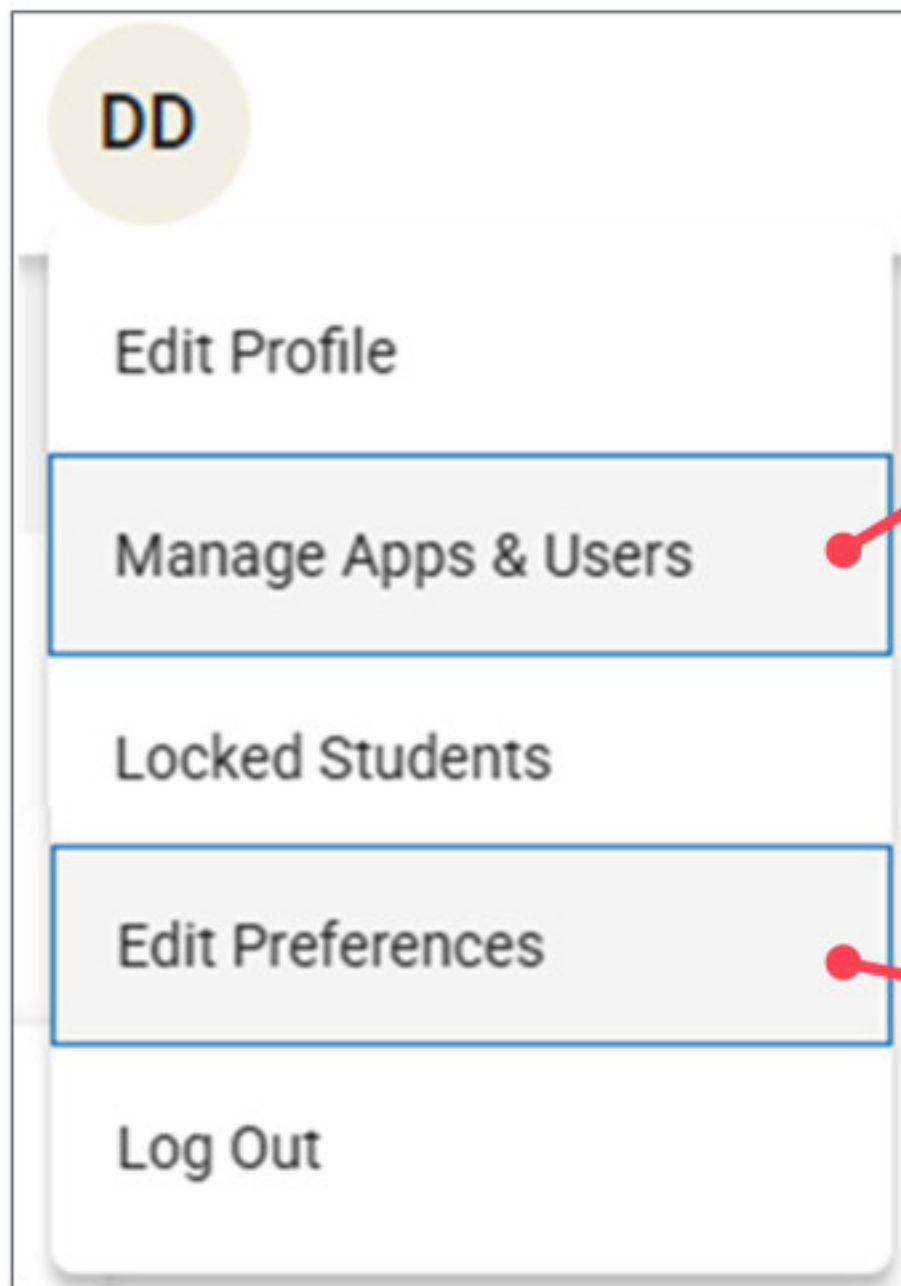 DD
Edit Profile
Manage Apps & Users
Locked Students
Edit Preferences
Log Out